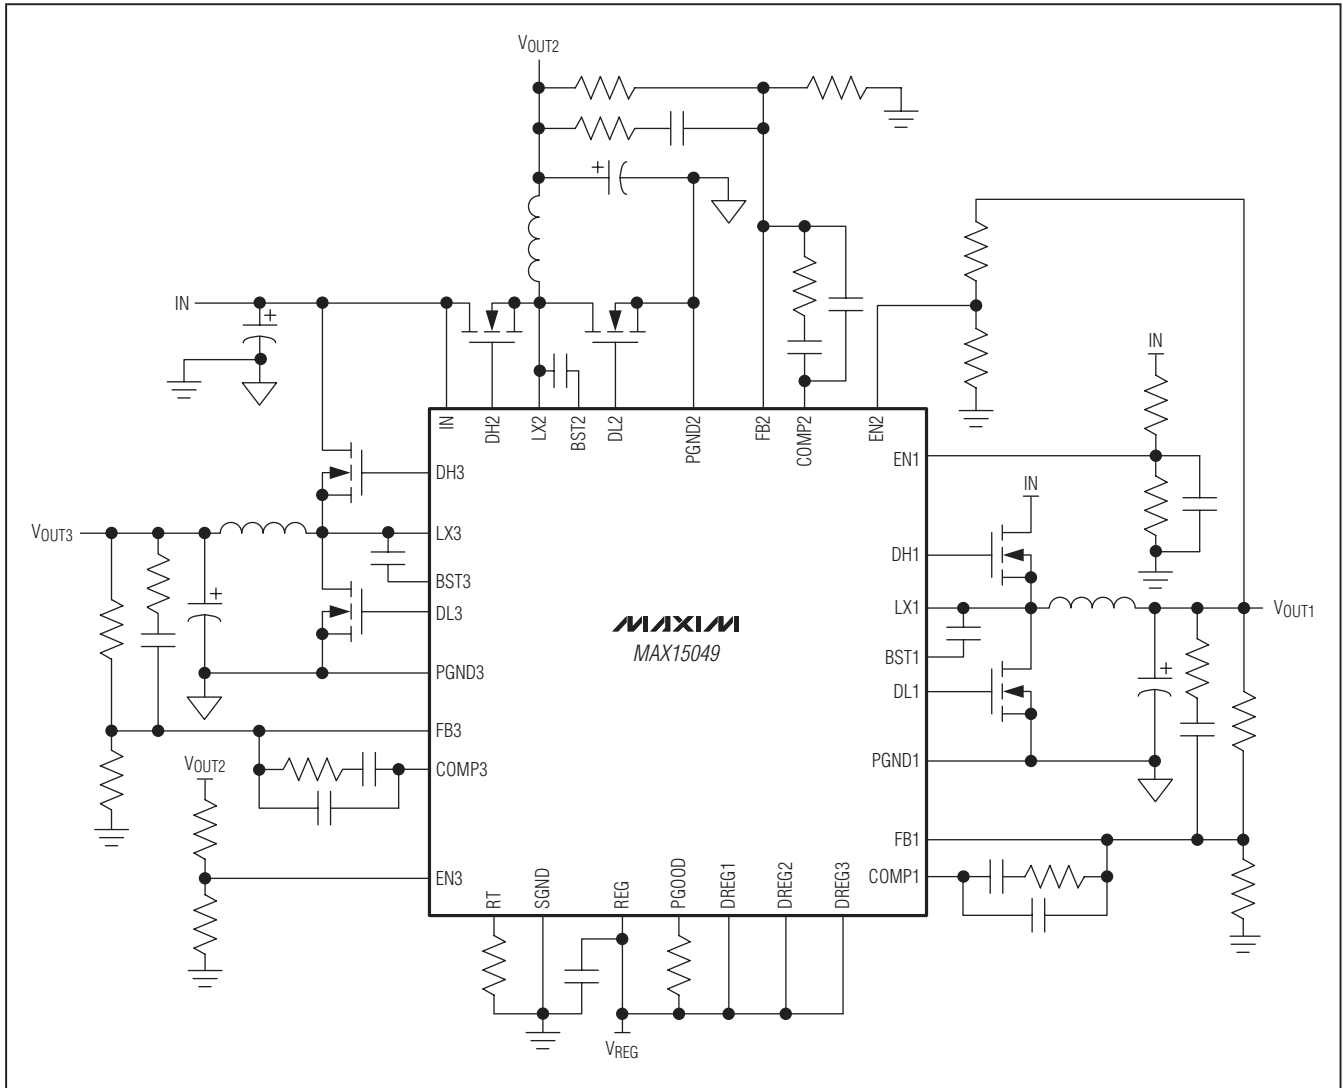 VOUT2
+
IN
+
IN
IN
DH2
LX2
BST2
DL2
PGND2
FB2
COMP2
EN2
EN1
DH3
IN
VOUT3
LX3
DH1
BST3
+
DL3
LX1
VOUT1
MAXIM
MAX15049
BST1
PGND3
+
DL1
FB3
VOUT2
COMP3
PGND1
EN3
FB1
COMP1
RT
SGND
REG
PGOOD
DREG1
DREG2
DREG3
VREG